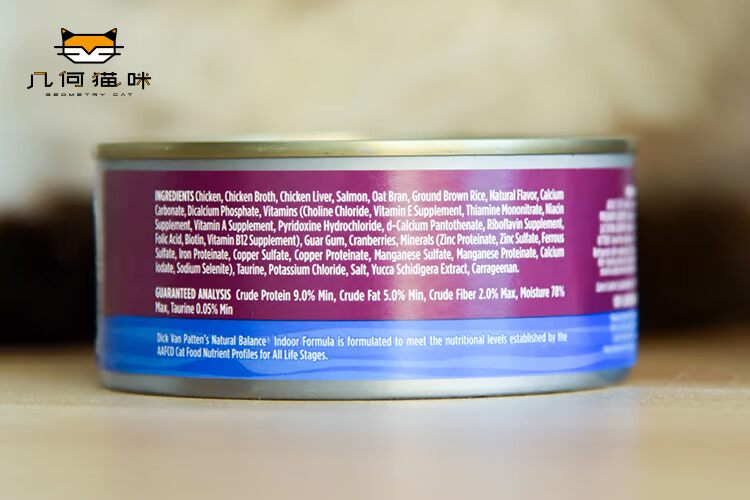 几何猫咪
GEOMETRY CAT
INGREDIENTS Chicken, Chicken Broth, Chicken Liver, Salmon, Oat Bran, Ground Brown Rice, Natural Flavor, Calcium
Carbonate, Dicalcium Phosphate, Vitamins (Choline Chloride, Vitamin E Supplement, Thiamine Mononitrate, Niacin
Supplement, Vitamin A Supplement, Pyridoxine Hydrochloride, d-Calcium Pantothenate, Riboflavin Supplement,
Folic Acid, Biotin, Vitamin B12 Supplement), Guar Gum, Cranberries, Minerals (Zinc Proteinate, Zinc Sulfate, Ferrous
Sulfate, Iron Proteinate, Copper Sulfate, Copper Proteinate, Manganese Sulfate, Manganese Proteinate, Calcium
Iodate, Sodium Selenite), Taurine, Potassium Chloride, Salt, Yucca Schidigera Extract, Carrageenan.
GUARANTEED ANALYSIS Crude Protein 9.0% Min, Crude Fat 5.0% Min, Crude Fiber 2.0% Max, Moisture 78%
Max, Taurine 0.05% Min
Dick Van Patten's Natural Balance® Indoor Formula is formulated to meet the nutritional levels established by the
AAFCO Cat Food Nutrient Profiles for All Life Stages.